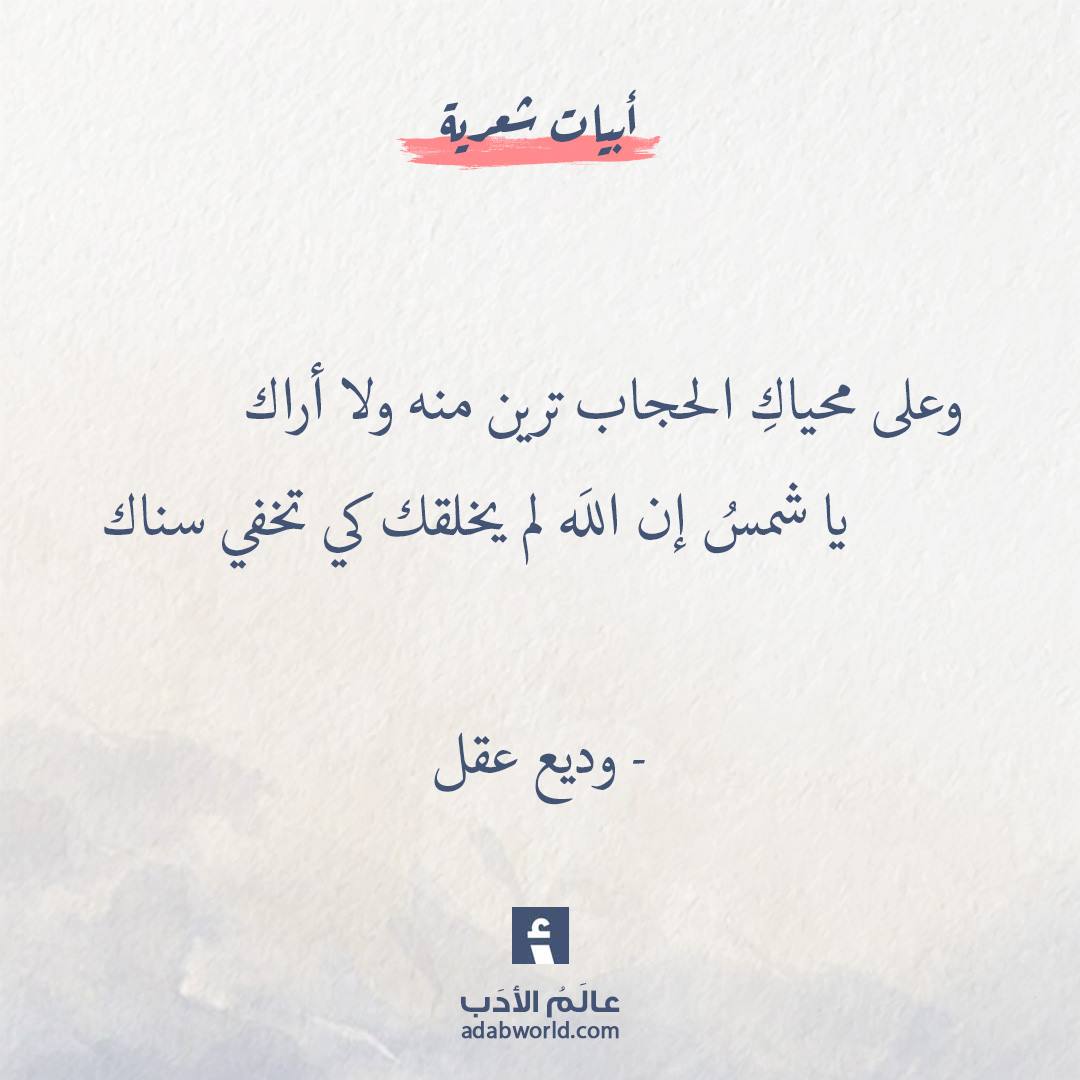 أبيات شعرية
وعلى محياكِ الحجاب ترين منه ولا أراك
يا شمسُ إن اللَه لم يخلقك كي تخفي سناك
- وديع عقل
أ
عالَمُ الأدَب
adabworld.com